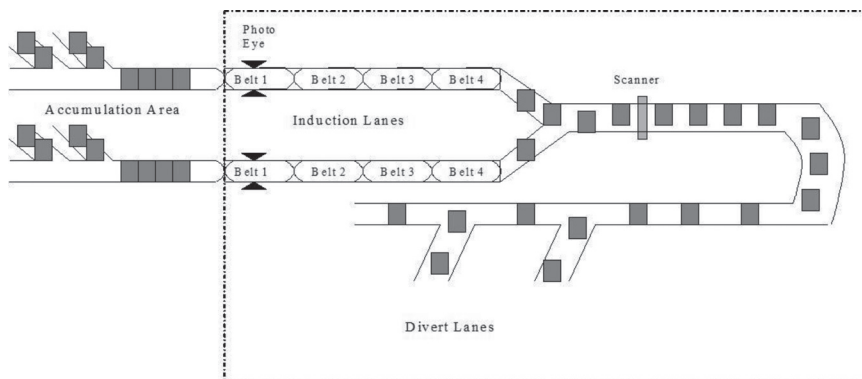 Photo
Eye
Belt 1 Belt 2 Belt 3 Belt 4
Scanner
Accumulation Area
Induction Lanes
Belt 1 Belt 2 Belt 3 Belt 4
Divert Lanes